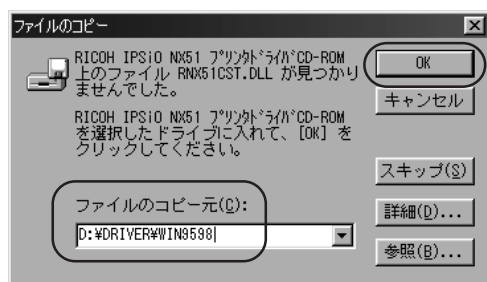 ファイルのコピー
RICOH IPSiO NX51 プリンタドライバCD-ROM
上のファイル RNX51CST.DLL が見つかり
ませんでした。
RICOH IPSiO NX51 プリンタドライバCD-ROM
を選択したドライブに入れて、[OK] を
クリックしてください。
ファイルのコピー元(C):
D:¥DRIVER¥WIN9598
OK
キャンセル
スキップ(S)
詳細(D)...
参照(B)...